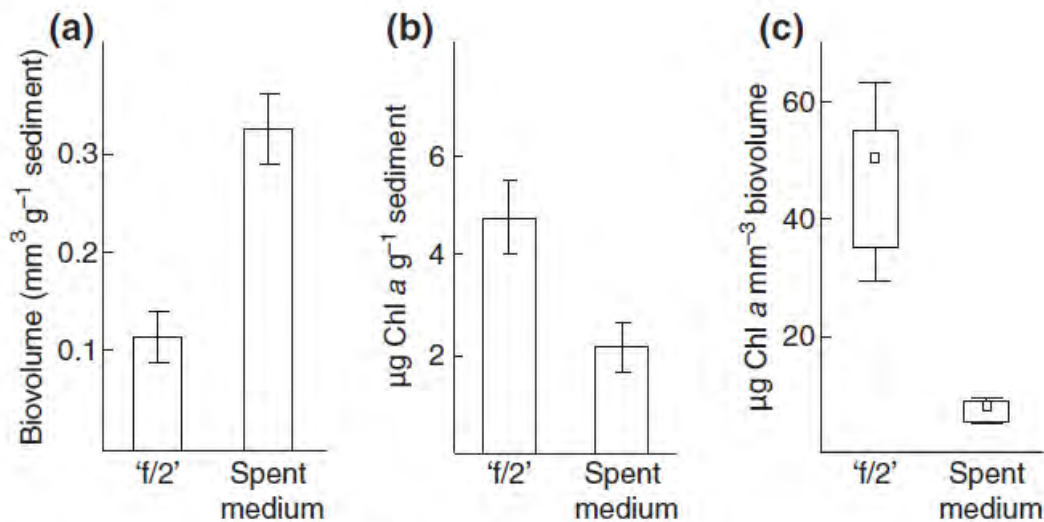 (a)
Biovolume (mm³ g⁻¹ sediment)
0.3
0.2
0.1
'f/2'
Spent
medium
(b)
µg Chl a g⁻¹ sediment
6
4
2
'f/2'
Spent
medium
(c)
µg Chl a mm⁻³ biovolume
60
40
20
'f/2'
Spent
medium